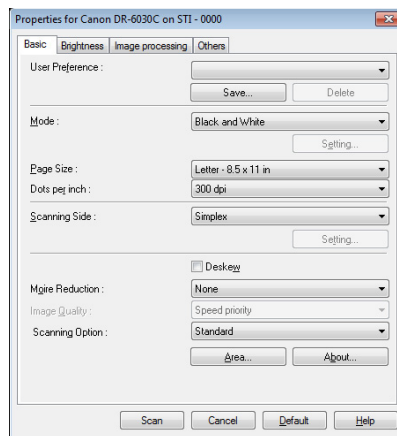 Properties for Canon DR-6030C on STI - 0000
Basic Brightness Image processing Others
User Preference :
Save... Delete
Mode : Black and White
Setting...
Page Size : Letter - 8.5 x 11 in
Dots per inch : 300 dpi
Scanning Side : Simplex
Setting...
Deskew
Moire Reduction : None
Image Quality : Speed priority
Scanning Option : Standard
Area... About...
Scan Cancel Default Help